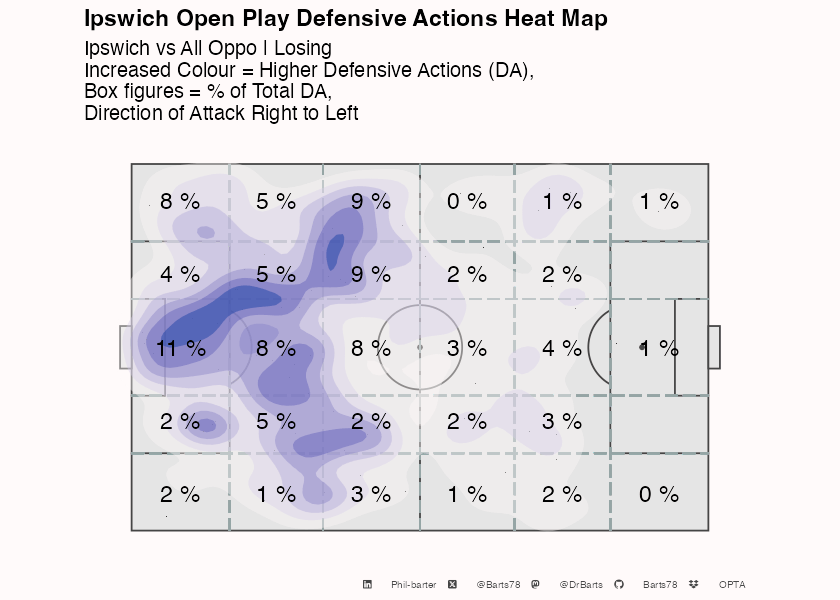 Ipswich Open Play Defensive Actions Heat Map
Ipswich vs All Oppo | Losing
Increased Colour = Higher Defensive Actions (DA),
Box figures = % of Total DA,
Direction of Attack Right to Left
8 % 5 % 9 % 0 % 1 % 1 %
4 % 5 % 9 % 2 % 2 %
11 % 8 % 8 % 3 % 4 % 1 %
2 % 5 % 2 % 2 % 3 %
2 % 1 % 3 % 1 % 2 % 0 %
Phil-barter @Barts78 @DrBarts Barts78 OPTA